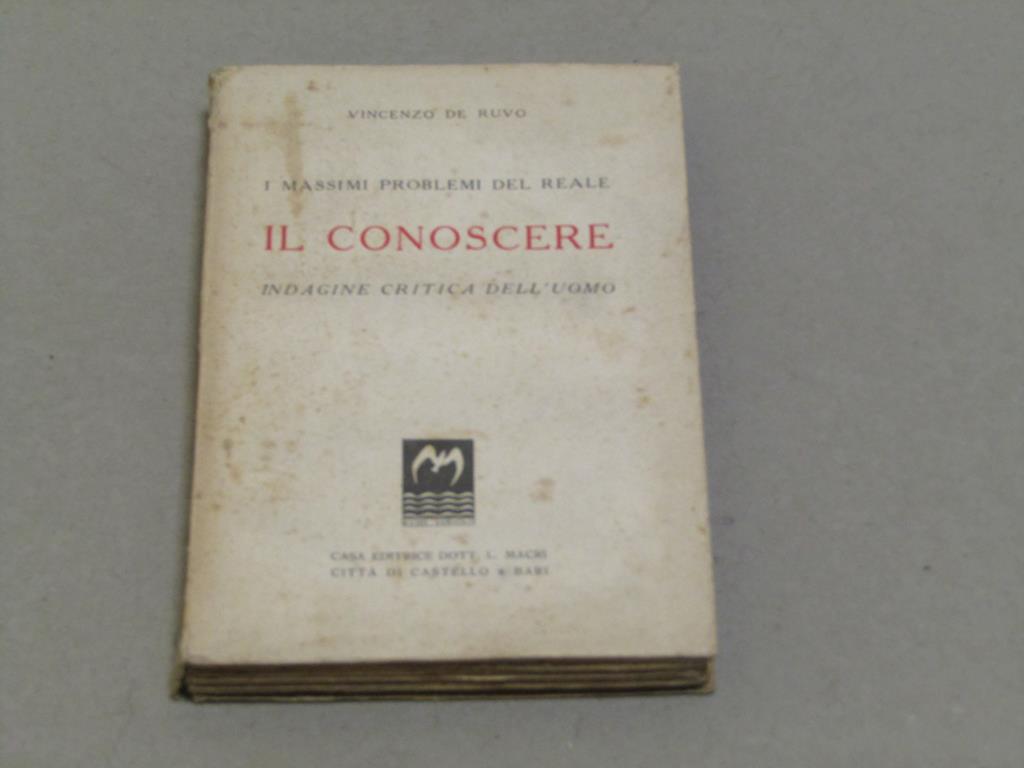 VINCENZO DE RUVO
I MASSIMI PROBLEMI DEL REALE
IL CONOSCERE
INDAGINE CRITICA DELL'UOMO
CASA EDITRICE DOTT. L. MACRÍ
CITTÀ DI CASTELLO * BARI